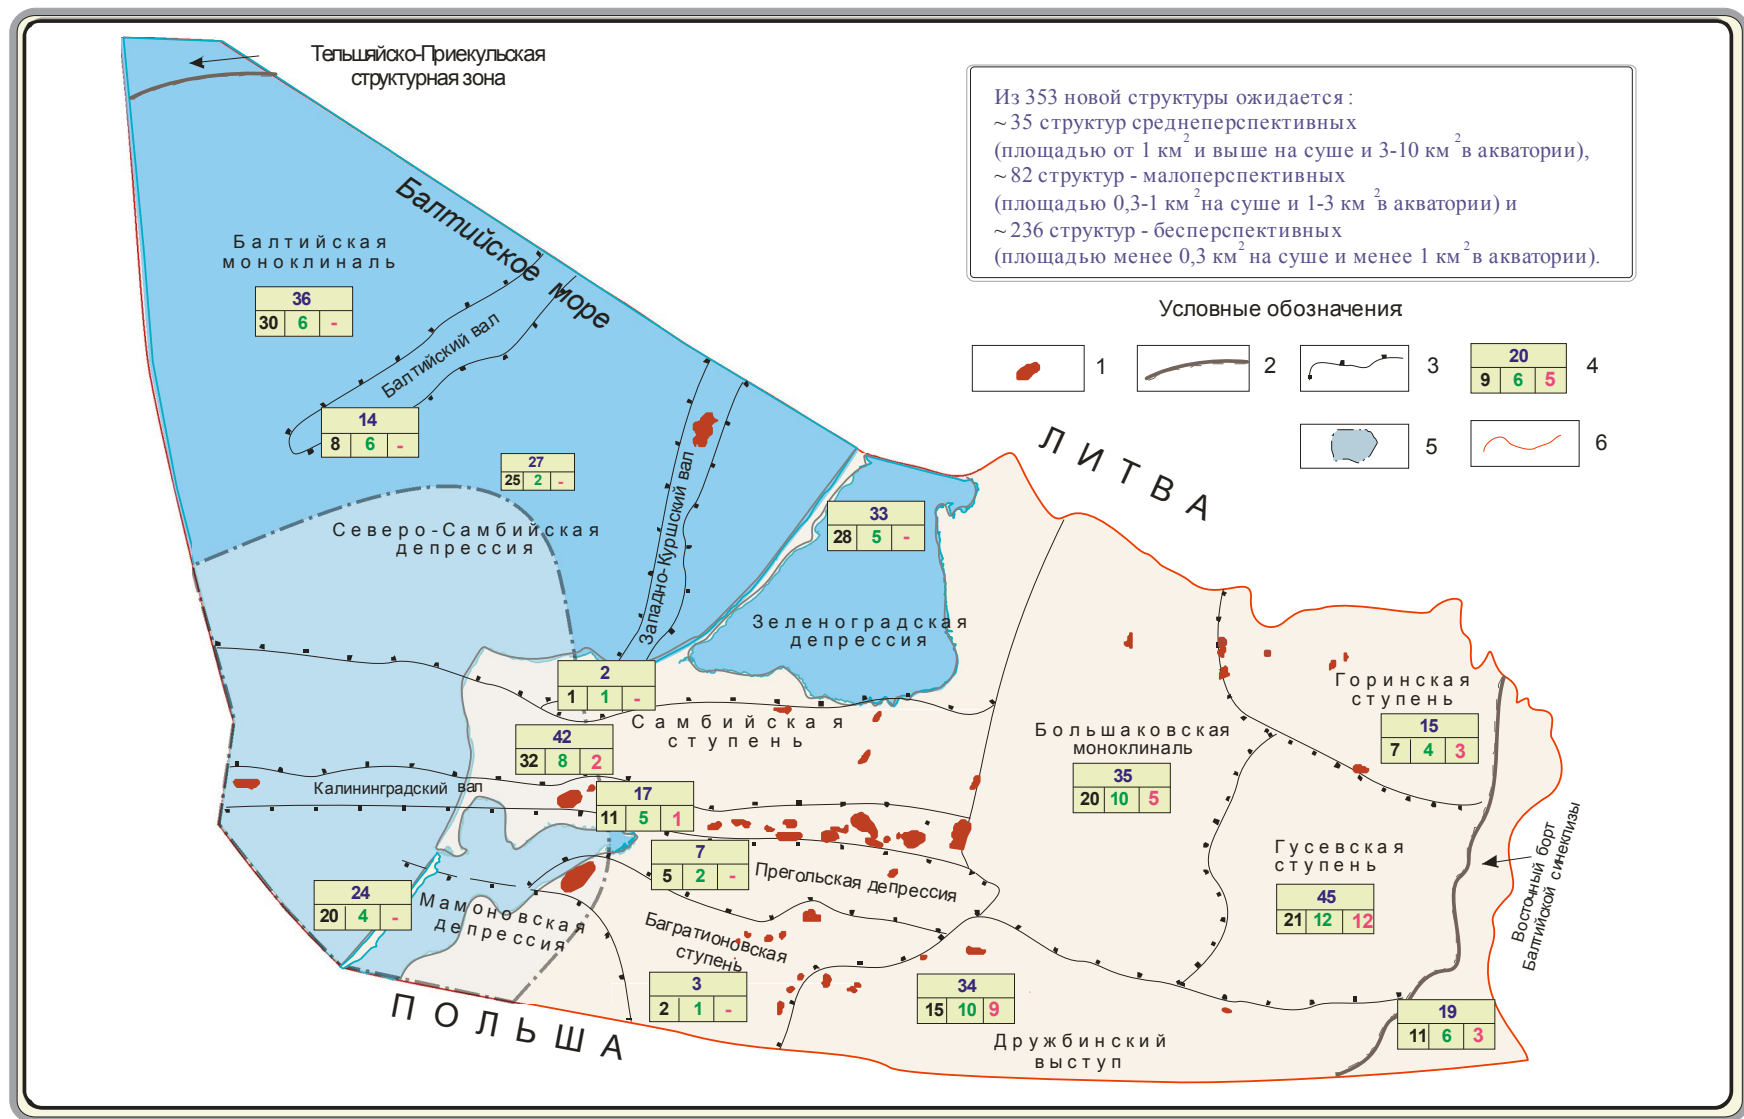 Тельшяйско-Приекульская
структурная зона
Из 353 новой структуры ожидается :
~ 35 структур среднеперспективных
(площадью от 1 км2 и выше на суше и 3-10 км2 в акватории),
~ 82 структур - малоперспективных
(площадью 0,3-1 км2 на суше и 1-3 км2 в акватории) и
~ 236 структур - бесперспективных
(площадью менее 0,3 км2 на суше и менее 1 км2 в акватории).
Условные обозначения
1
2
3
20
9 6 5
4
5
6
Балтийское море
Балтийская
моноклиналь
36
30 6 -
Балтийский вал
14
8 6 -
27
25 2 -
Северо-Самбийская
депрессия
Западно-Куршский вал
33
28 5 -
Зеленоградская
депрессия
ЛИТВА
2
1 1 -
Самбийская
ступень
42
32 8 2
Калининградский вал
17
11 5 1
7
5 2 -
Прегольская депрессия
24
20 4 -
Мамоновская
депрессия
Багратионовская
ступень
3
2 1 -
ПОЛЬША
Большаковская
моноклиналь
35
20 10 5
Горинская
ступень
15
7 4 3
Гусевская
ступень
45
21 12 12
Восточный борт
Балтийской синеклизы
34
15 10 9
Дружбинский
выступ
19
11 6 3